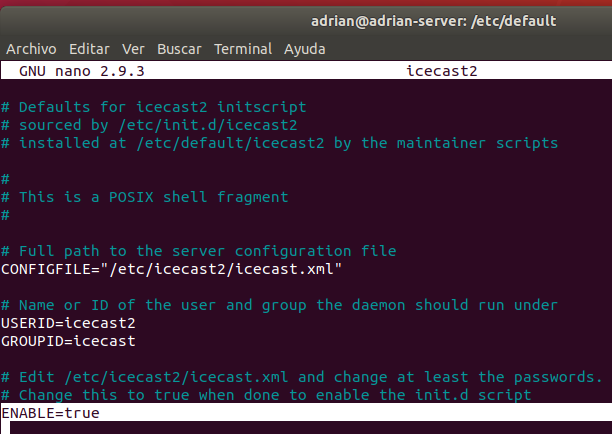 adrian@adrian-server: /etc/default
Archivo Editar Ver Buscar Terminal Ayuda
GNU nano 2.9.3 icecast2
# Defaults for icecast2 initscript
# sourced by /etc/init.d/icecast2
# installed at /etc/default/icecast2 by the maintainer scripts
#
# This is a POSIX shell fragment
#
# Full path to the server configuration file
CONFIGFILE="/etc/icecast2/icecast.xml"
# Name or ID of the user and group the daemon should run under
USERID=icecast2
GROUPID=icecast
# Edit /etc/icecast2/icecast.xml and change at least the passwords.
# Change this to true when done to enable the init.d script
ENABLE=true